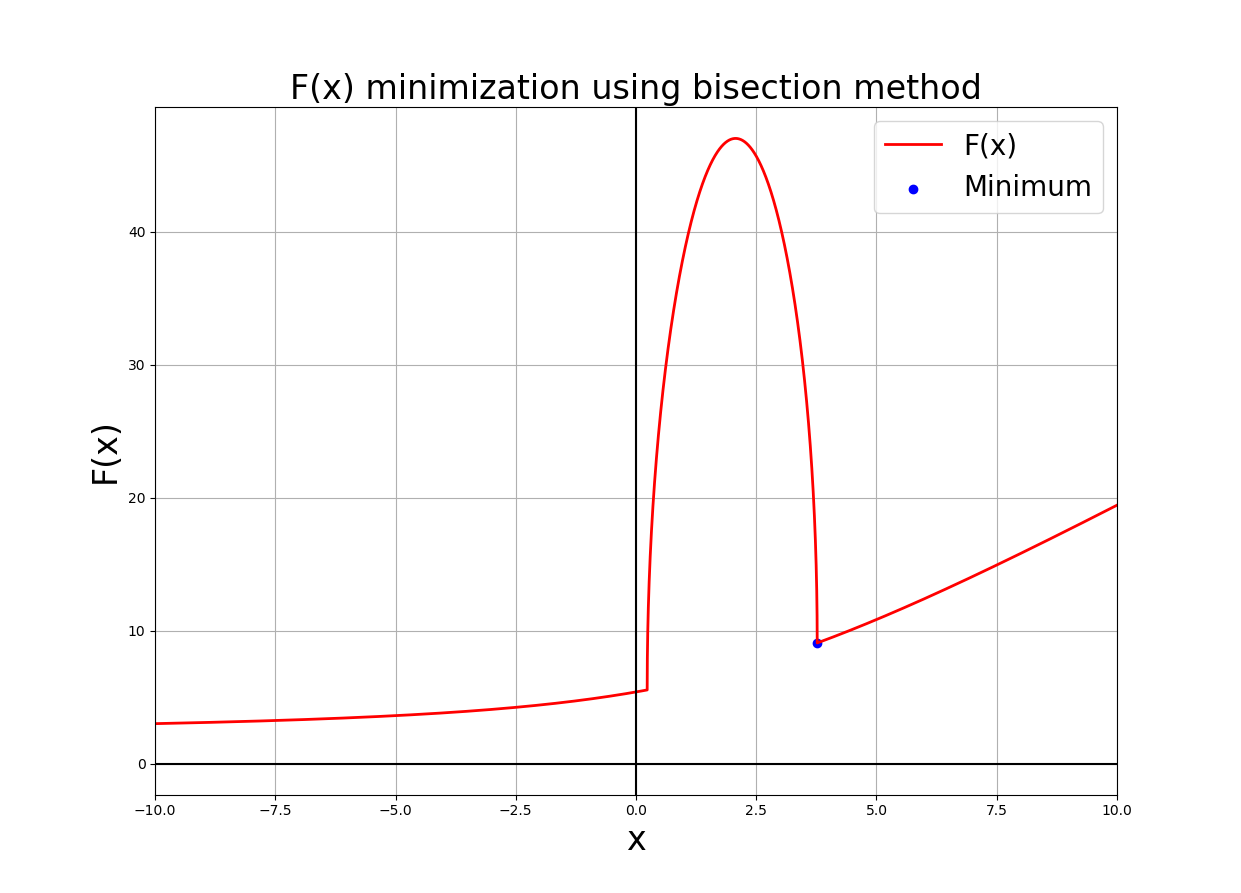 F(x) minimization using bisection method
F(x)
Minimum
40
30
20
10
0
F(x)
−10.0 −7.5 −5.0 −2.5 0.0 2.5 5.0 7.5 10.0
x